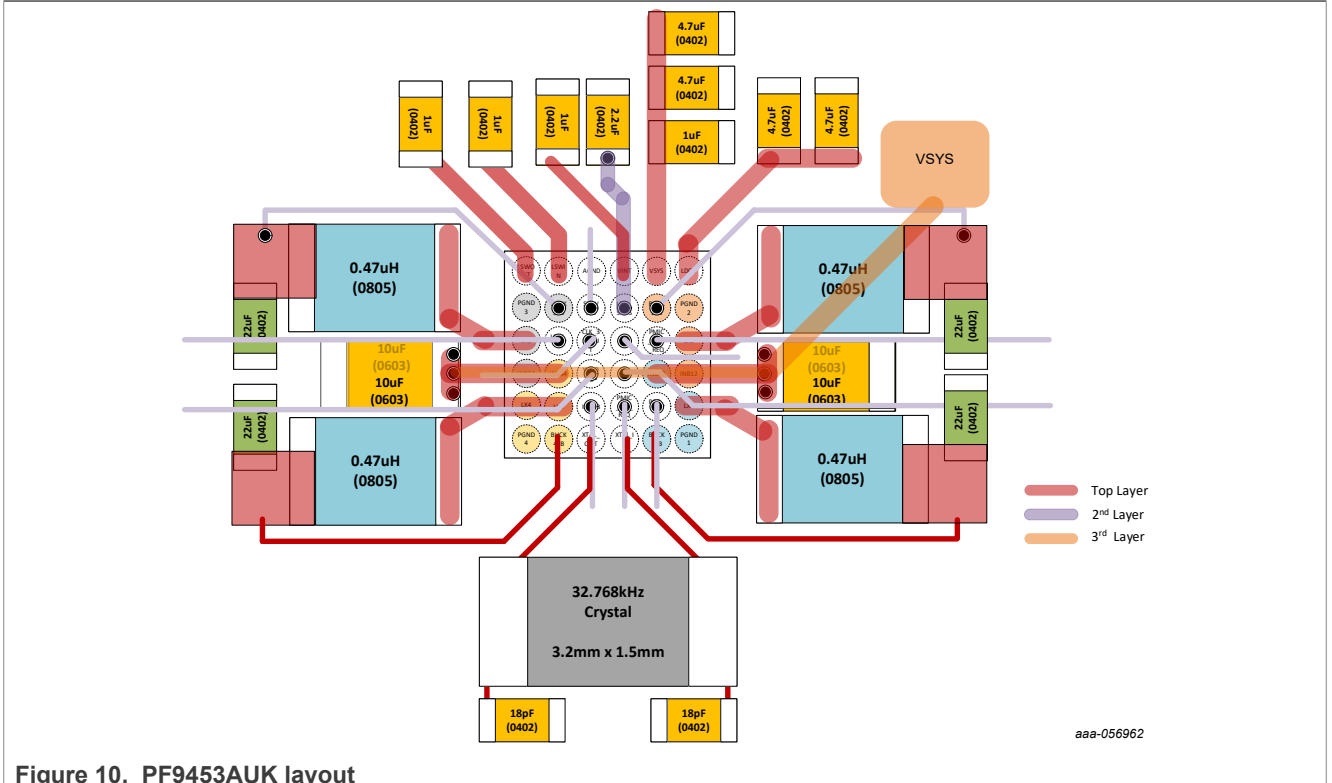 4.7uF
(0402)
4.7uF
(0402)
1uF
(0402)
1uF
(0402)
1uF
(0402)
1uF
(0402)
2.2 uF
(0402)
4.7uF
(0402)
4.7uF
(0402)
VSYS
0.47uH
(0805)
22uF
(0402)
10uF
(0603)
10uF
(0603)
22uF
(0402)
0.47uH
(0805)
AGND
VSYS
PGND
3
PGND
2
INB12
LX4
PGND
4
PGND
1
0.47uH
(0805)
22uF
(0402)
10uF
(0603)
10uF
(0603)
22uF
(0402)
0.47uH
(0805)
Top Layer
2nd Layer
3rd Layer
32.768kHz
Crystal
3.2mm x 1.5mm
18pF
(0402)
18pF
(0402)
aaa-056962
Figure 10. PF9453AUK layout